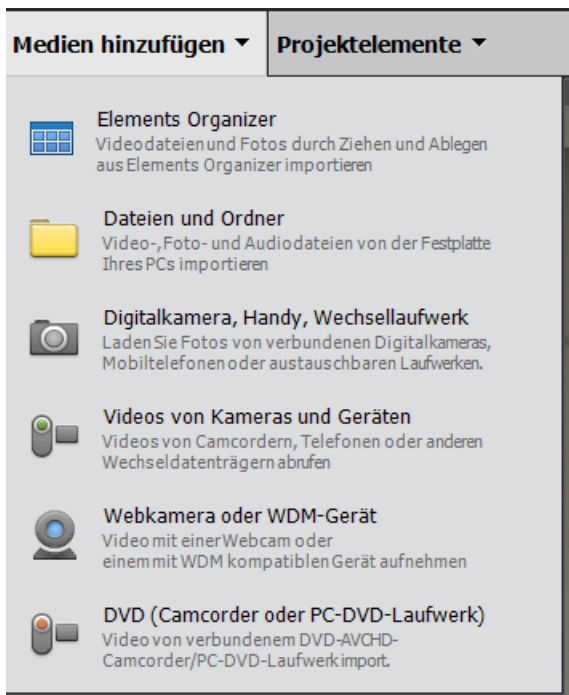 Medien hinzufügen ▼ Projektelemente ▼
Elements Organizer
Videodateien und Fotos durch Ziehen und Ablegen
aus Elements Organizer importieren
Dateien und Ordner
Video-, Foto- und Audiodateien von der Festplatte
Ihres PCs importieren
Digitalkamera, Handy, Wechsellaufwerk
Laden Sie Fotos von verbundenen Digitalkameras,
Mobiltelefonen oder austauschbaren Laufwerken.
Videos von Kameras und Geräten
Videos von Camcordern, Telefonen oder anderen
Wechseldatenträgern abrufen
Webkamera oder WDM-Gerät
Video mit einer Webcam oder
einem mit WDM kompatiblen Gerät aufnehmen
DVD (Camcorder oder PC-DVD-Laufwerk)
Video von verbundenem DVD-AVCHD-
Camcorder/PC-DVD-Laufwerk import.